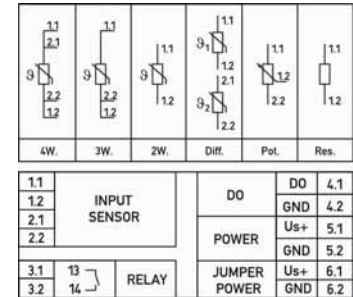 1.1 2.1 ϑ 2.2 1.2
1.1 ϑ 2.2 1.2
1.1 ϑ 1.2
1.1 ϑ1 1.2 2.1 ϑ2 2.2
1.1 1.2 2.2
1.1 1.2
4W. 3W. 2W. Diff. Pot. Res.
1.1 DO 4.1
1.2 INPUT DO GND 4.2
2.1 SENSOR Us+ 5.1
2.2 POWER GND 5.2
3.1 13 RELAY JUMPER Us+ 6.1
3.2 14 POWER GND 6.2